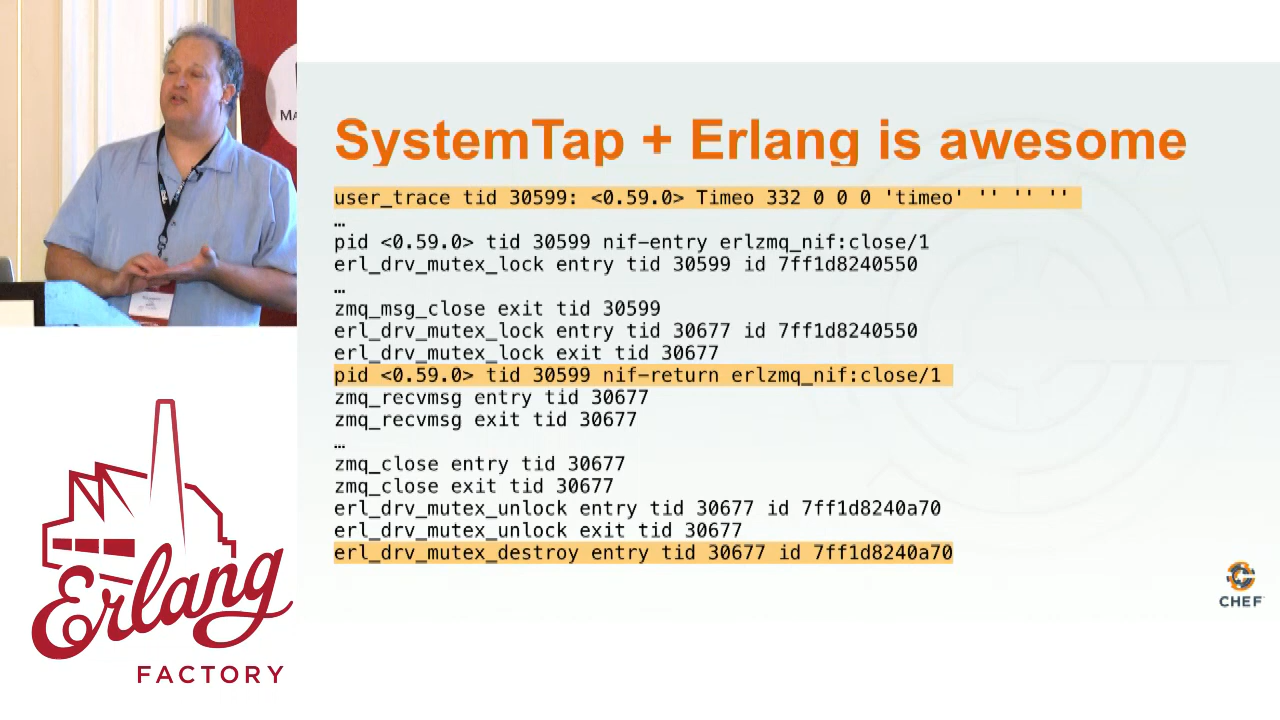 MA
SystemTap + Erlang is awesome
user_trace tid 30599: <0.59.0> Timeo 332 0 0 0 'timeo' '' '' ''
…
pid <0.59.0> tid 30599 nif-entry erlzmq_nif:close/1
erl_drv_mutex_lock entry tid 30599 id 7ff1d8240550
…
zmq_msg_close exit tid 30599
erl_drv_mutex_lock entry tid 30677 id 7ff1d8240550
erl_drv_mutex_lock exit tid 30677
pid <0.59.0> tid 30599 nif-return erlzmq_nif:close/1
zmq_recvmsg entry tid 30677
zmq_recvmsg exit tid 30677
…
zmq_close entry tid 30677
zmq_close exit tid 30677
erl_drv_mutex_unlock entry tid 30677 id 7ff1d8240a70
erl_drv_mutex_unlock exit tid 30677
erl_drv_mutex_destroy entry tid 30677 id 7ff1d8240a70
CHEF
Erlang
FACTORY